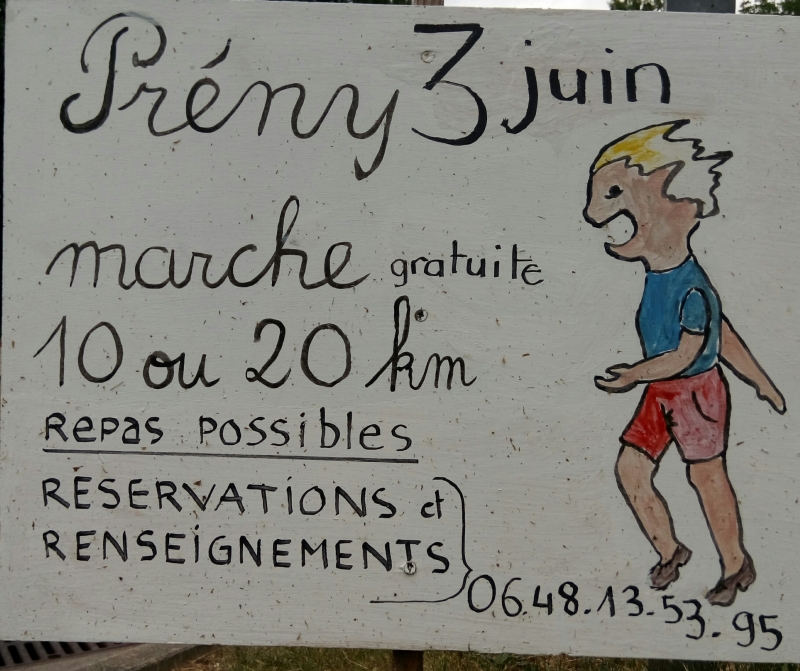 Prény 3 juin
marche gratuite
10 ou 20 km
Repas possibles
RESERVATIONS et
RENSEIGNEMENTS
06.48.13.53.95